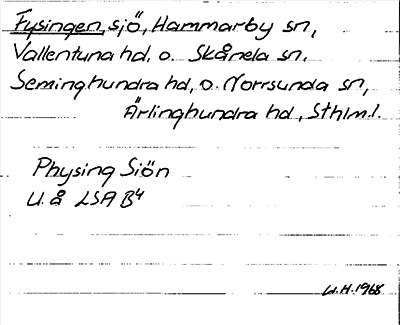 Fysingen, sjö, Hammarby sn,
Vallentuna hd, o. Skånela sn,
Seminghundra hd, o. Norrsunda sn,
Ärlinghundra hd, Sthlm.l.
Physing Siön
U.å LSA B4
W.H. 1968